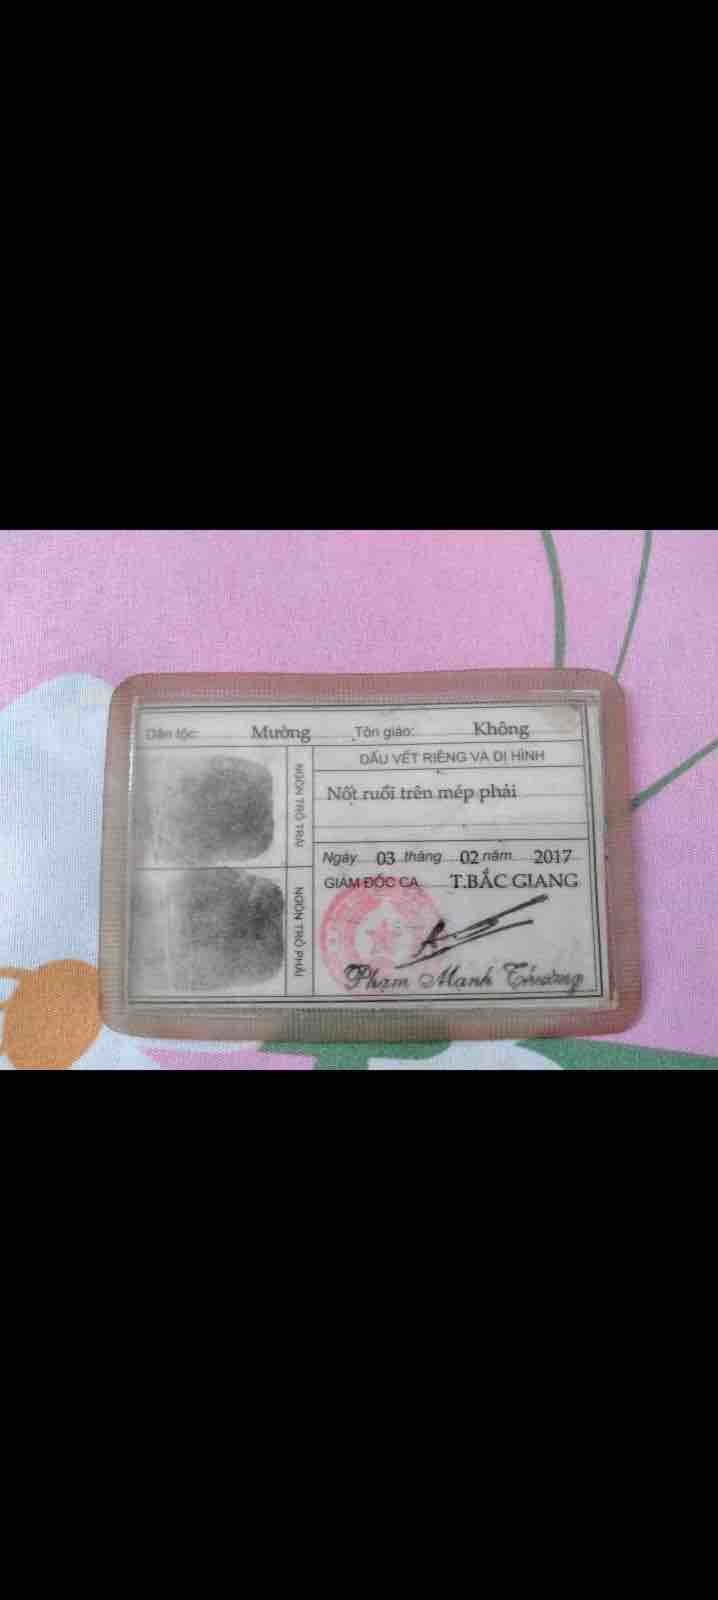 Dân tộc: Mường Tôn giáo: Không
NGÓN TRỎ TRÁI
NGÓN TRỎ PHẢI
DẤU VẾT RIÊNG VÀ DỊ HÌNH
Nốt ruồi trên mép phải
Ngày 03 tháng 02 năm 2017
GIÁM ĐỐC CA T.BẮC GIANG
Phạm Mạnh Thường